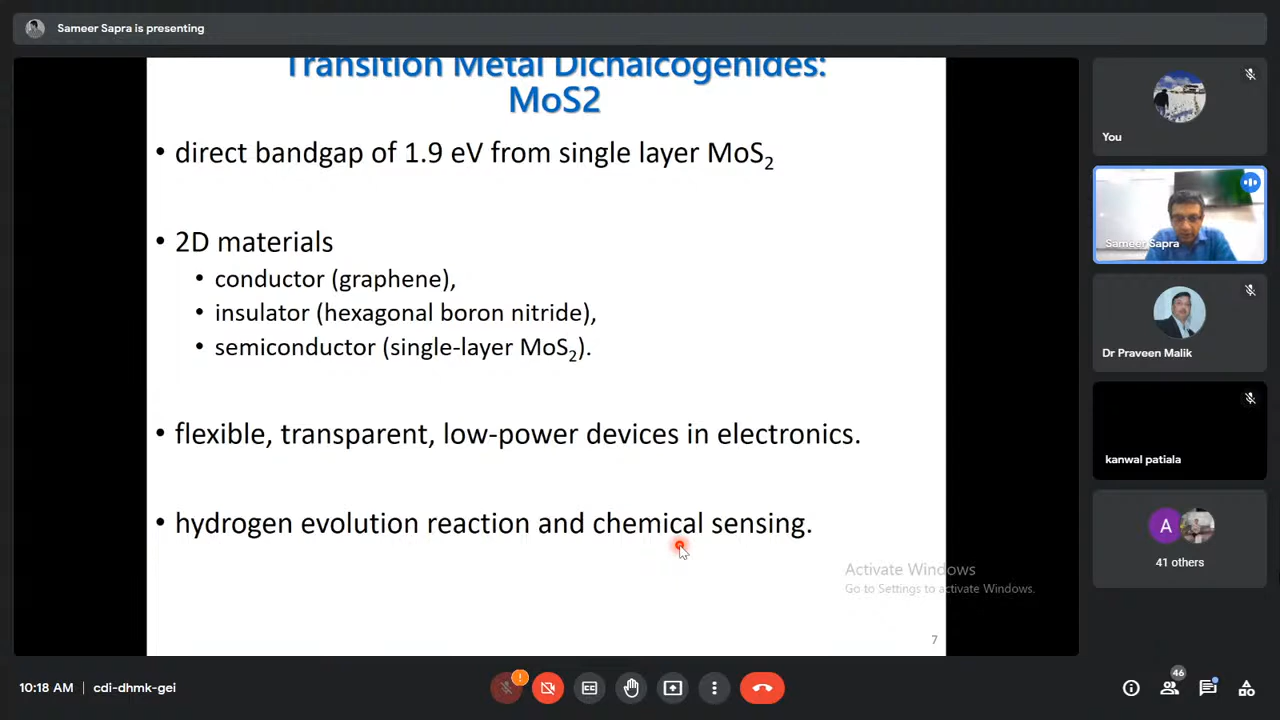 Sameer Sapra is presenting
Transition Metal Dichalcogenides:
MoS2
• direct bandgap of 1.9 eV from single layer MoS₂
• 2D materials
• conductor (graphene),
• insulator (hexagonal boron nitride),
• semiconductor (single-layer MoS₂).
• flexible, transparent, low-power devices in electronics.
• hydrogen evolution reaction and chemical sensing.
Activate Windows
Go to Settings to activate Windows.
7
You
Sameer Sapra
Dr Praveen Malik
kanwal patiala
A
41 others
10:18 AM | cdi-dhmk-gei
!
CC
46